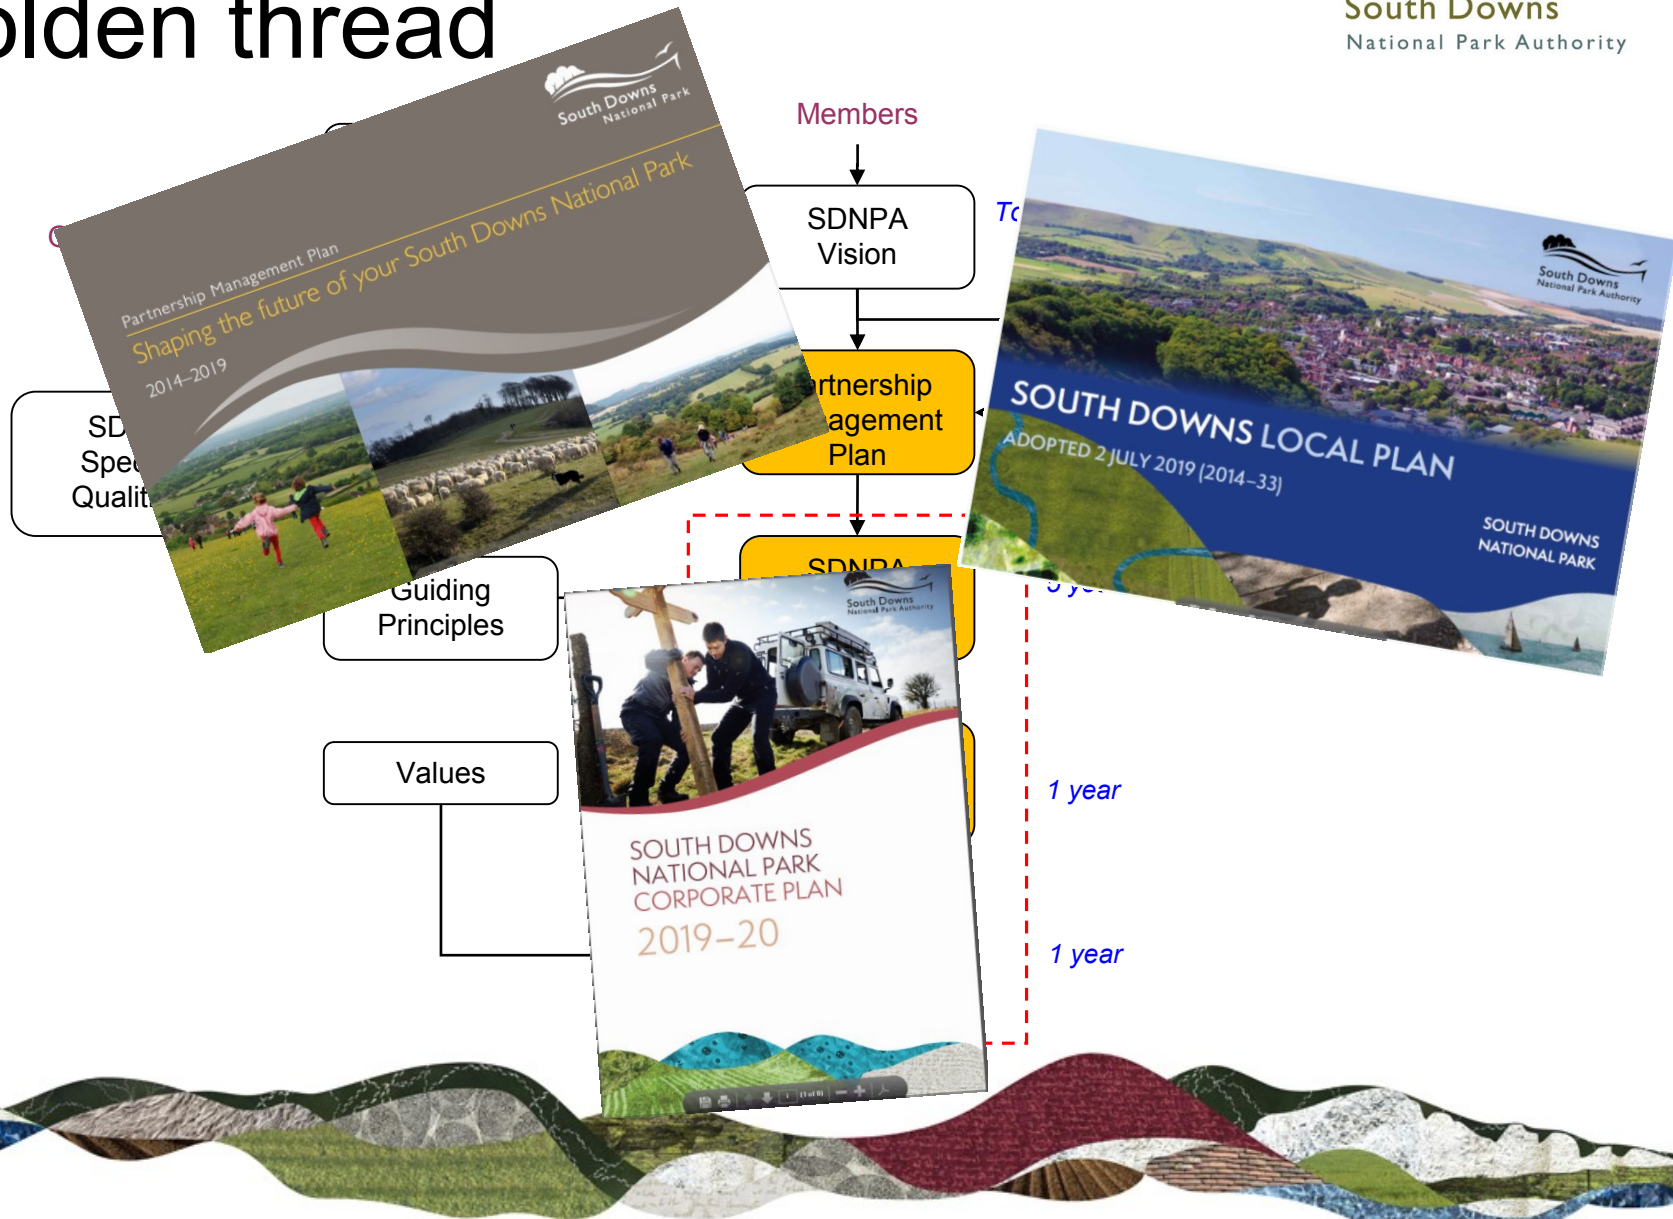 olden thread
South Downs
National Park Authority
Members
SDNPA
Vision
South Downs
National Park
Partnership Management Plan
Shaping the future of your South Downs National Park
2014–2019
South Downs
National Park Authority
SOUTH DOWNS LOCAL PLAN
ADOPTED 2 JULY 2019 (2014–33)
SOUTH DOWNS
NATIONAL PARK
rtnership
agement
Plan
SD
Spe
Qualit
SDNPA
Guiding
Principles
South Downs
National Park Authority
Values
1 year
SOUTH DOWNS
NATIONAL PARK
CORPORATE PLAN
2019–20
1 year